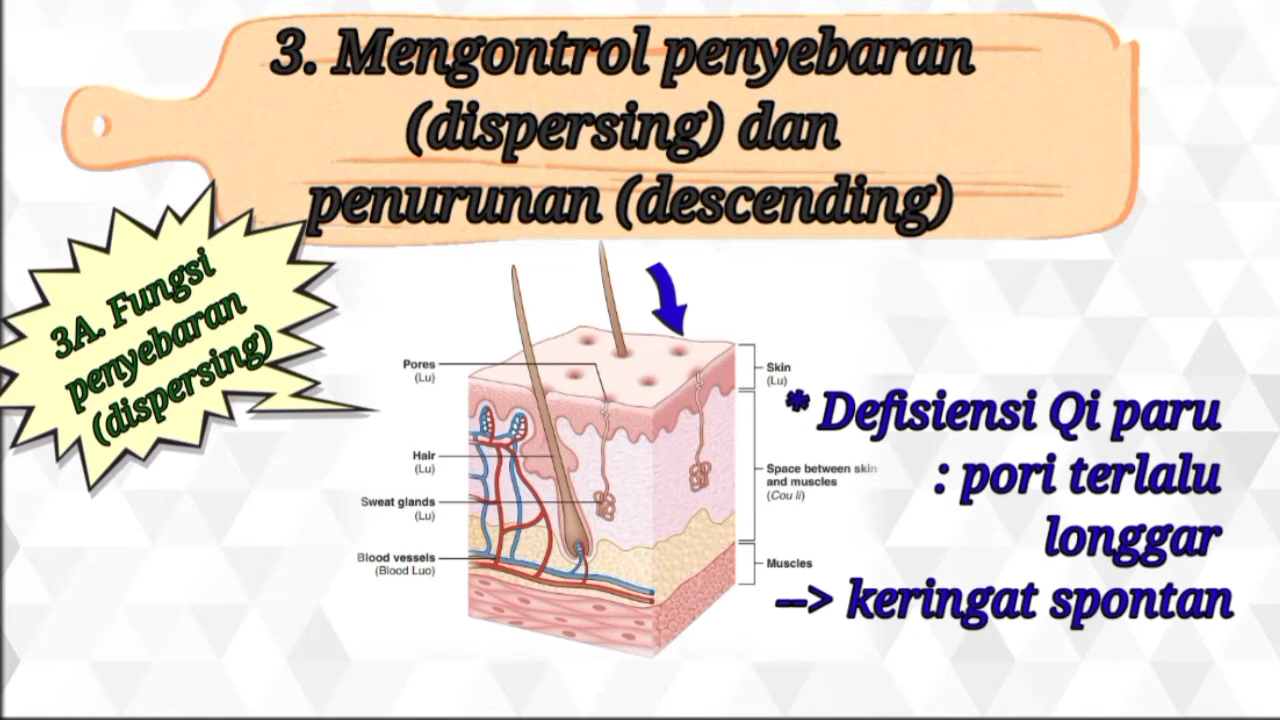 3. Mengontrol penyebaran
(dispersing) dan
penurunan (descending)
3A. Fungsi
penyebaran
(dispersing)
Pores
(Lu)
Hair
(Lu)
Sweat glands
(Lu)
Blood vessels
(Blood Luo)
Skin
(Lu)
Space between skin
and muscles
(Cou li)
Muscles
* Defisiensi Qi paru
: pori terlalu
longgar
--> keringat spontan